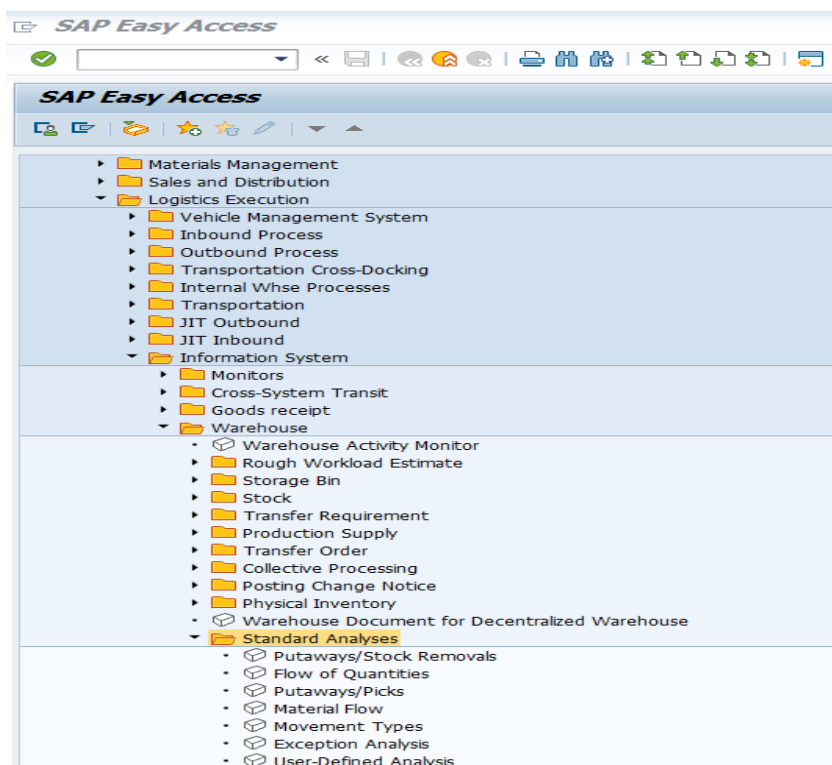 SAP Easy Access
SAP Easy Access
Materials Management
Sales and Distribution
Logistics Execution
Vehicle Management System
Inbound Process
Outbound Process
Transportation Cross-Docking
Internal Whse Processes
Transportation
JIT Outbound
JIT Inbound
Information System
Monitors
Cross-System Transit
Goods receipt
Warehouse
Warehouse Activity Monitor
Rough Workload Estimate
Storage Bin
Stock
Transfer Requirement
Production Supply
Transfer Order
Collective Processing
Posting Change Notice
Physical Inventory
Warehouse Document for Decentralized Warehouse
Standard Analyses
Putaways/Stock Removals
Flow of Quantities
Putaways/Picks
Material Flow
Movement Types
Exception Analysis
User-Defined Analysis